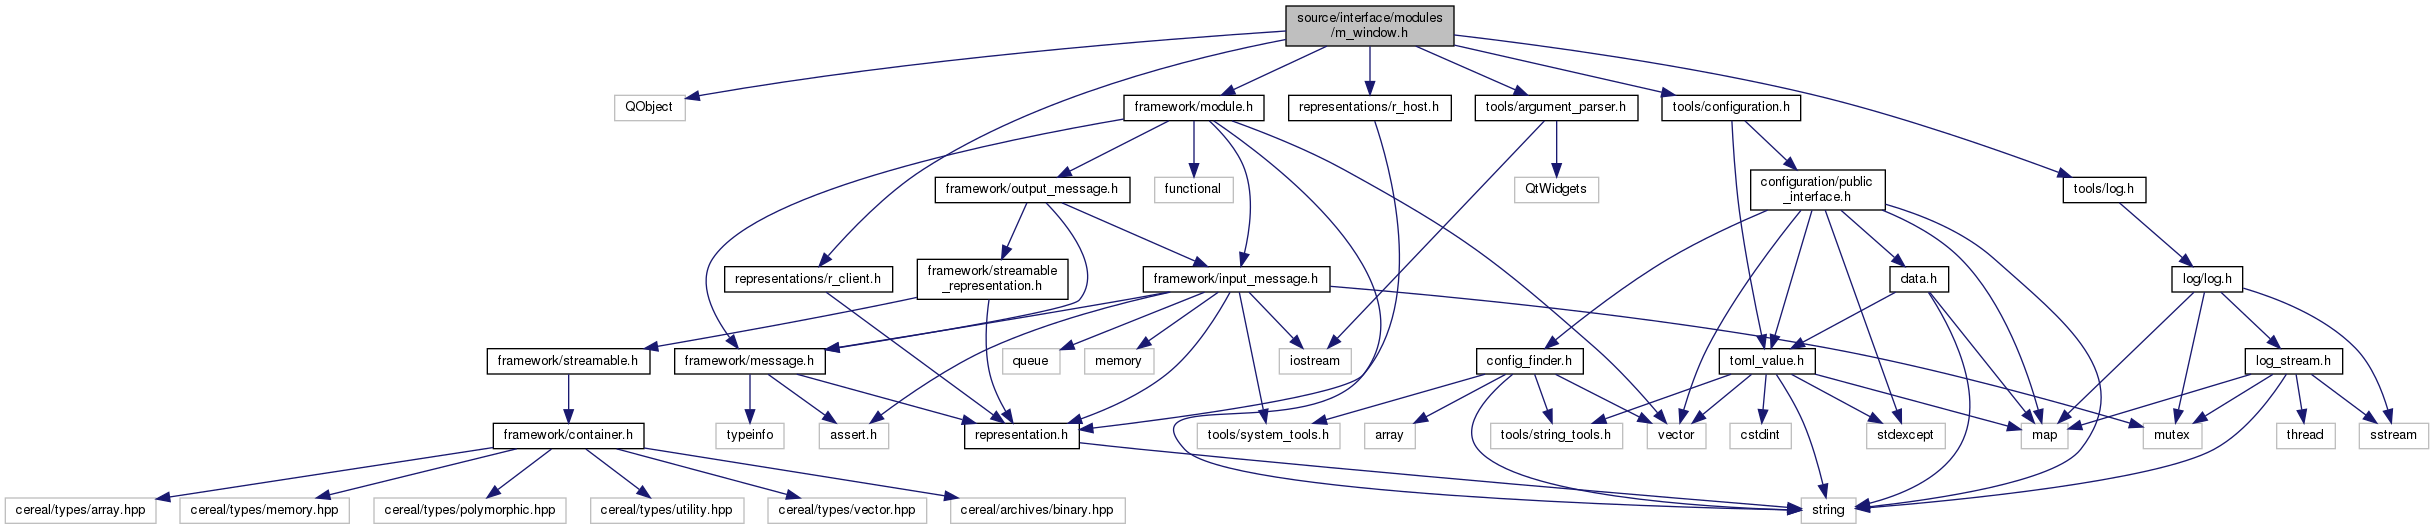 source/interface/modules
/m_window.h
QObject
framework/module.h
representations/r_host.h
tools/argument_parser.h
tools/configuration.h
framework/output_message.h
functional
QtWidgets
configuration/public
_interface.h
tools/log.h
representations/r_client.h
framework/streamable
_representation.h
framework/input_message.h
data.h
log/log.h
framework/streamable.h
framework/message.h
queue
memory
iostream
config_finder.h
toml_value.h
log_stream.h
framework/container.h
typeinfo
assert.h
representation.h
tools/system_tools.h
array
tools/string_tools.h
vector
cstdint
stdexcept
map
mutex
thread
sstream
cereal/types/array.hpp
cereal/types/memory.hpp
cereal/types/polymorphic.hpp
cereal/types/utility.hpp
cereal/types/vector.hpp
cereal/archives/binary.hpp
string